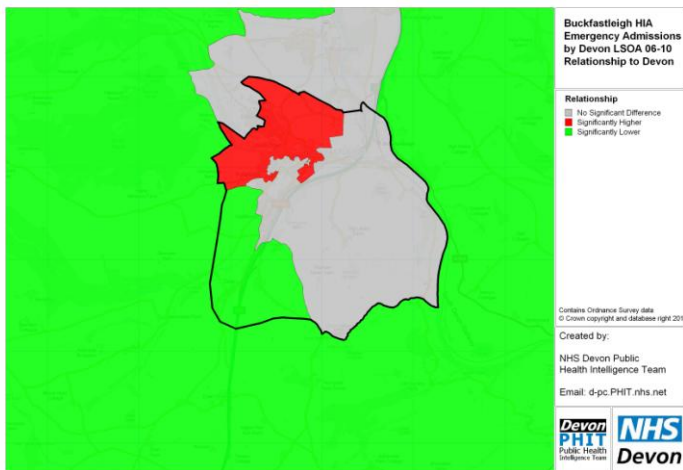 Buckfastleigh HIA
Emergency Admissions
by Devon LSOA 06-10
Relationship to Devon
Relationship
No Significant Difference
Significantly Higher
Significantly Lower
Contains Ordnance Survey data
© Crown copyright and database right 201
Created by:
NHS Devon Public
Health Intelligence Team
Email: d-pc.PHIT.nhs.net
Devon
PHIT
Public Health
Intelligence Team
NHS
Devon